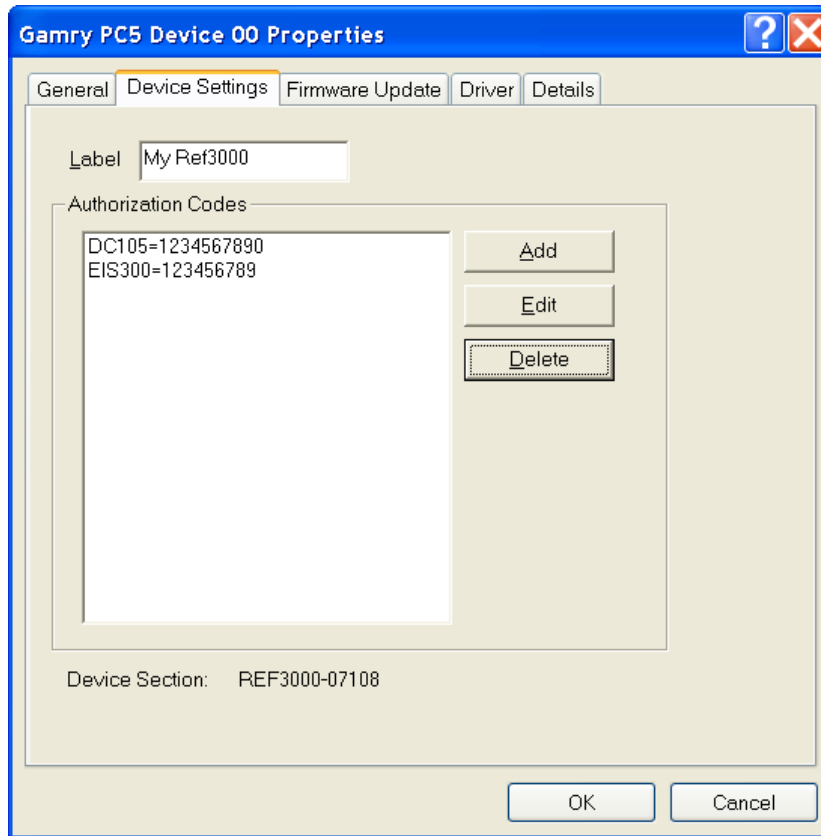 Gamry PC5 Device 00 Properties
General Device Settings Firmware Update Driver Details
Label My Ref3000
Authorization Codes
DC105=1234567890
EIS300=123456789
Add
Edit
Delete
Device Section: REF3000-07108
OK Cancel